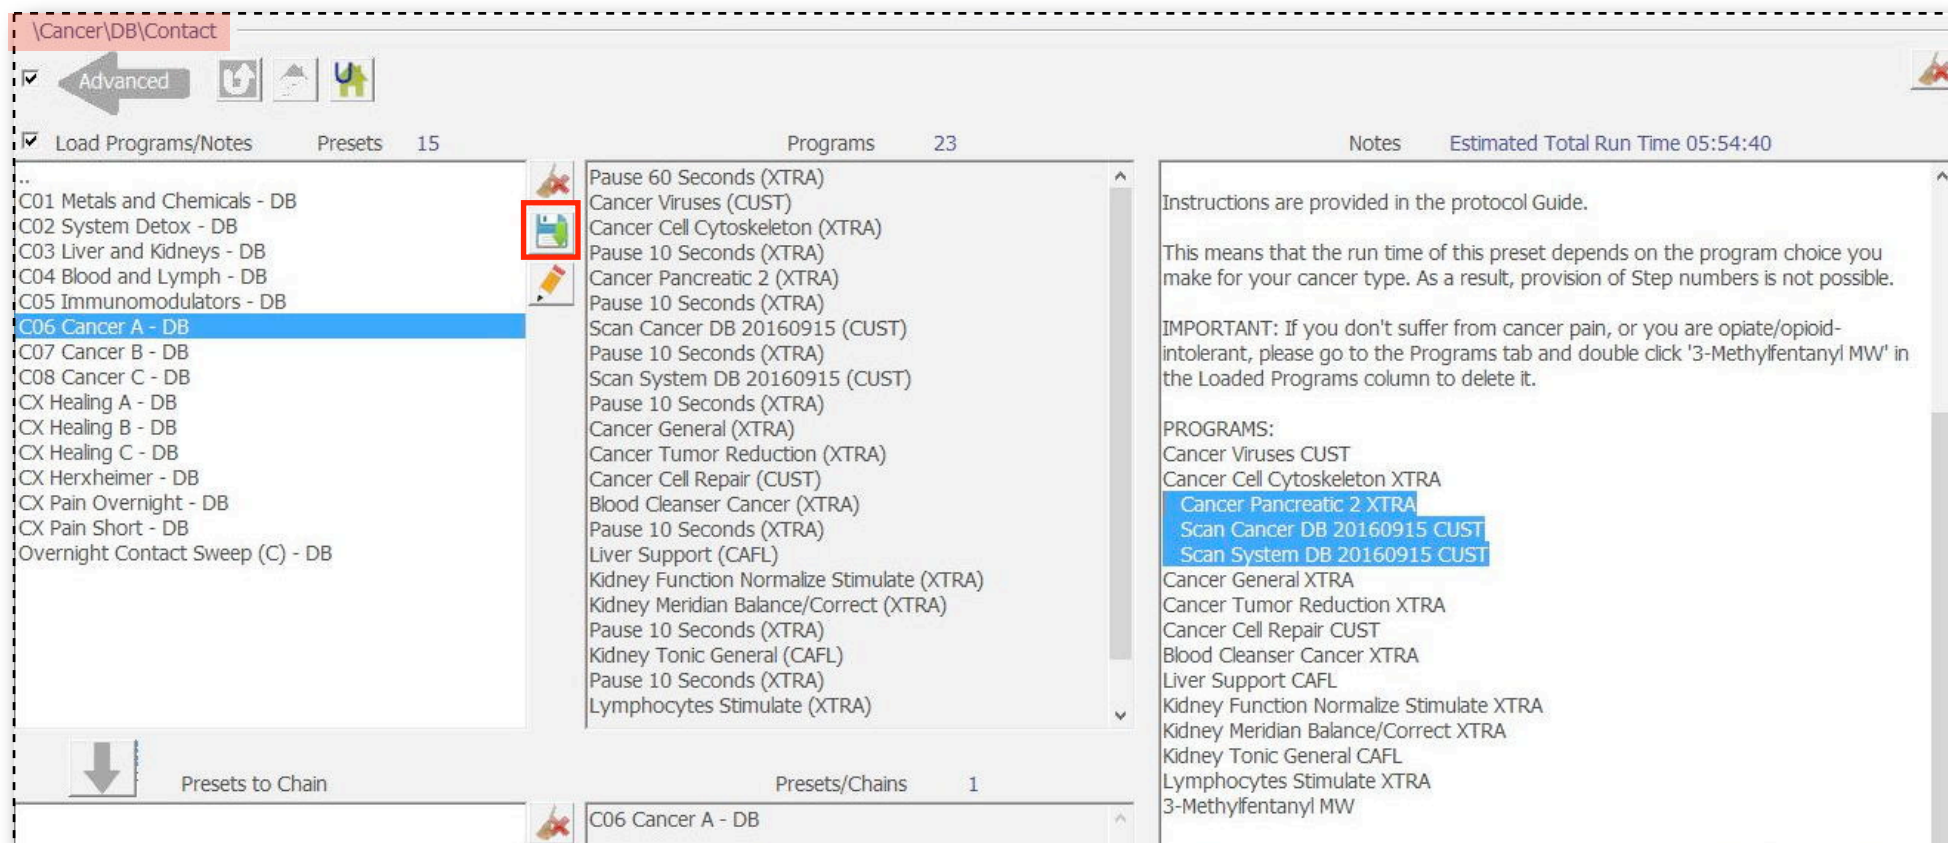 \Cancer\DB\Contact
Advanced
Load Programs/Notes Presets 15
..
C01 Metals and Chemicals - DB
C02 System Detox - DB
C03 Liver and Kidneys - DB
C04 Blood and Lymph - DB
C05 Immunomodulators - DB
C06 Cancer A - DB
C07 Cancer B - DB
C08 Cancer C - DB
CX Healing A - DB
CX Healing B - DB
CX Healing C - DB
CX Herxheimer - DB
CX Pain Overnight - DB
CX Pain Short - DB
Overnight Contact Sweep (C) - DB
Presets to Chain
Programs 23
Pause 60 Seconds (XTRA)
Cancer Viruses (CUST)
Cancer Cell Cytoskeleton (XTRA)
Pause 10 Seconds (XTRA)
Cancer Pancreatic 2 (XTRA)
Pause 10 Seconds (XTRA)
Scan Cancer DB 20160915 (CUST)
Pause 10 Seconds (XTRA)
Scan System DB 20160915 (CUST)
Pause 10 Seconds (XTRA)
Cancer General (XTRA)
Cancer Tumor Reduction (XTRA)
Cancer Cell Repair (CUST)
Blood Cleanser Cancer (XTRA)
Pause 10 Seconds (XTRA)
Liver Support (CAFL)
Kidney Function Normalize Stimulate (XTRA)
Kidney Meridian Balance/Correct (XTRA)
Pause 10 Seconds (XTRA)
Kidney Tonic General (CAFL)
Pause 10 Seconds (XTRA)
Lymphocytes Stimulate (XTRA)
Presets/Chains 1
C06 Cancer A - DB
Notes Estimated Total Run Time 05:54:40
Instructions are provided in the protocol Guide.
This means that the run time of this preset depends on the program choice you
make for your cancer type. As a result, provision of Step numbers is not possible.
IMPORTANT: If you don't suffer from cancer pain, or you are opiate/opioid-
intolerant, please go to the Programs tab and double click '3-Methylfentanyl MW' in
the Loaded Programs column to delete it.
PROGRAMS:
Cancer Viruses CUST
Cancer Cell Cytoskeleton XTRA
Cancer Pancreatic 2 XTRA
Scan Cancer DB 20160915 CUST
Scan System DB 20160915 CUST
Cancer General XTRA
Cancer Tumor Reduction XTRA
Cancer Cell Repair CUST
Blood Cleanser Cancer XTRA
Liver Support CAFL
Kidney Function Normalize Stimulate XTRA
Kidney Meridian Balance/Correct XTRA
Kidney Tonic General CAFL
Lymphocytes Stimulate XTRA
3-Methylfentanyl MW